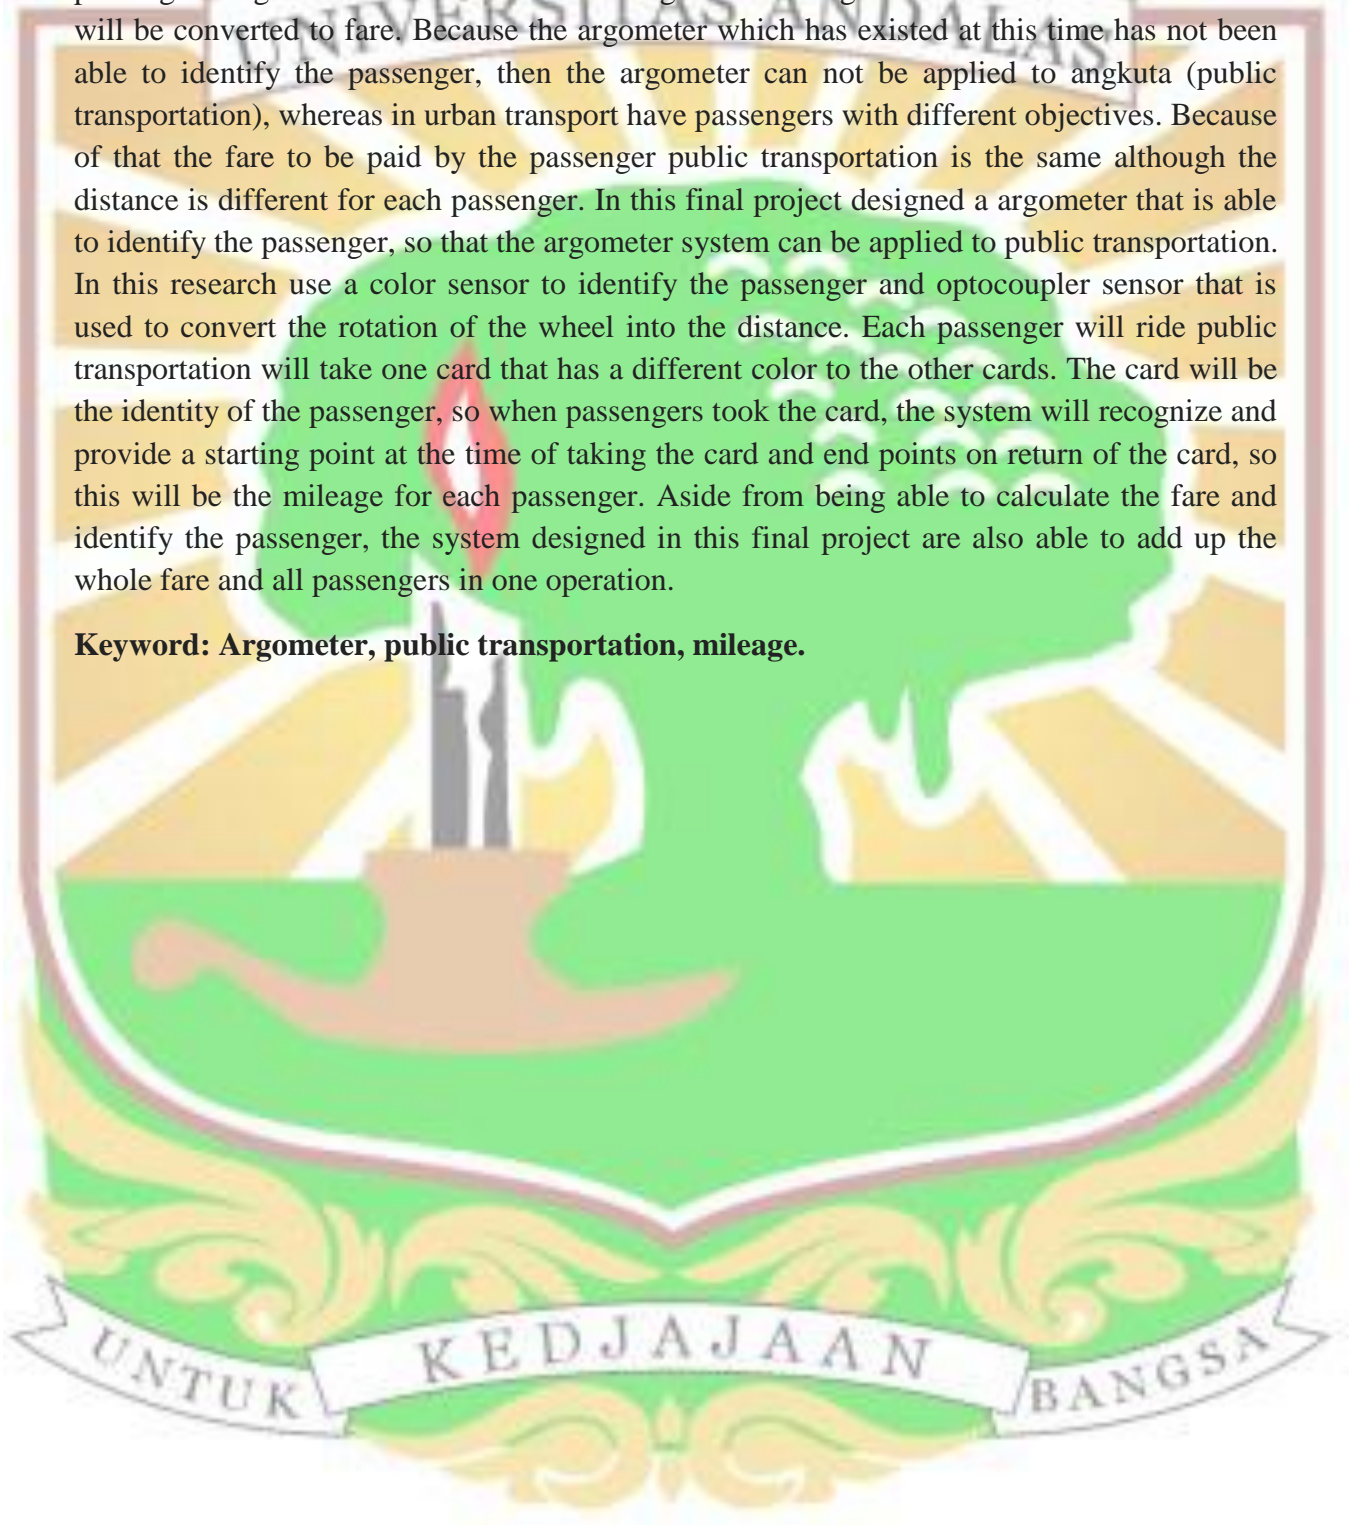 UNIVERSITAS ANDALAS
will be converted to fare. Because the argometer which has existed at this time has not been
able to identify the passenger, then the argometer can not be applied to angkuta (public
transportation), whereas in urban transport have passengers with different objectives. Because
of that the fare to be paid by the passenger public transportation is the same although the
distance is different for each passenger. In this final project designed a argometer that is able
to identify the passenger, so that the argometer system can be applied to public transportation.
In this research use a color sensor to identify the passenger and optocoupler sensor that is
used to convert the rotation of the wheel into the distance. Each passenger will ride public
transportation will take one card that has a different color to the other cards. The card will be
the identity of the passenger, so when passengers took the card, the system will recognize and
provide a starting point at the time of taking the card and end points on return of the card, so
this will be the mileage for each passenger. Aside from being able to calculate the fare and
identify the passenger, the system designed in this final project are also able to add up the
whole fare and all passengers in one operation.
Keyword: Argometer, public transportation, mileage.
UNTUK KEDJAJAAN BANGSA